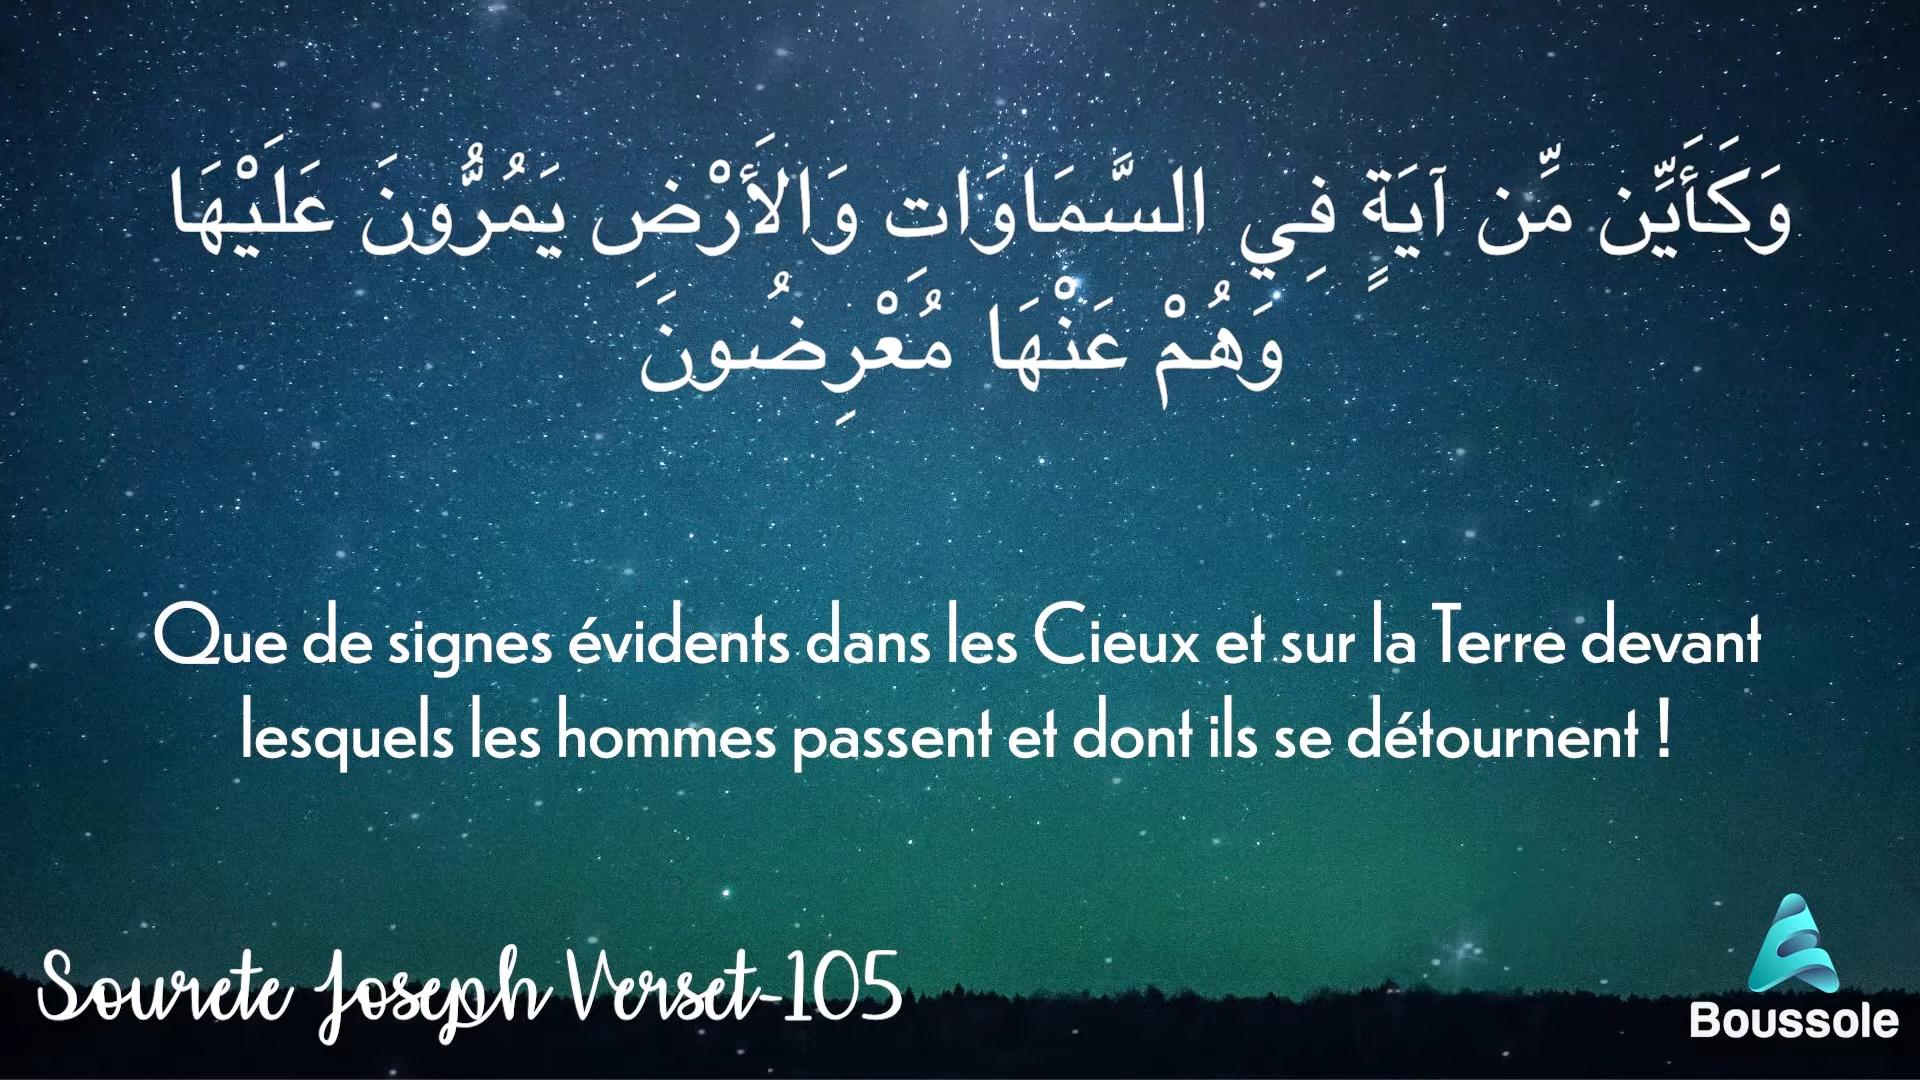 وَكَأَيِّن مِّن آيَةٍ فِي السَّمَاوَاتِ وَالأَرْضِ يَمُرُّونَ عَلَيْهَا
وَهُمْ عَنْهَا مُعْرِضُونَ
Que de signes évidents dans les Cieux et sur la Terre devant
lesquels les hommes passent et dont ils se détournent !
Sourete Joseph Verset-105
Boussole